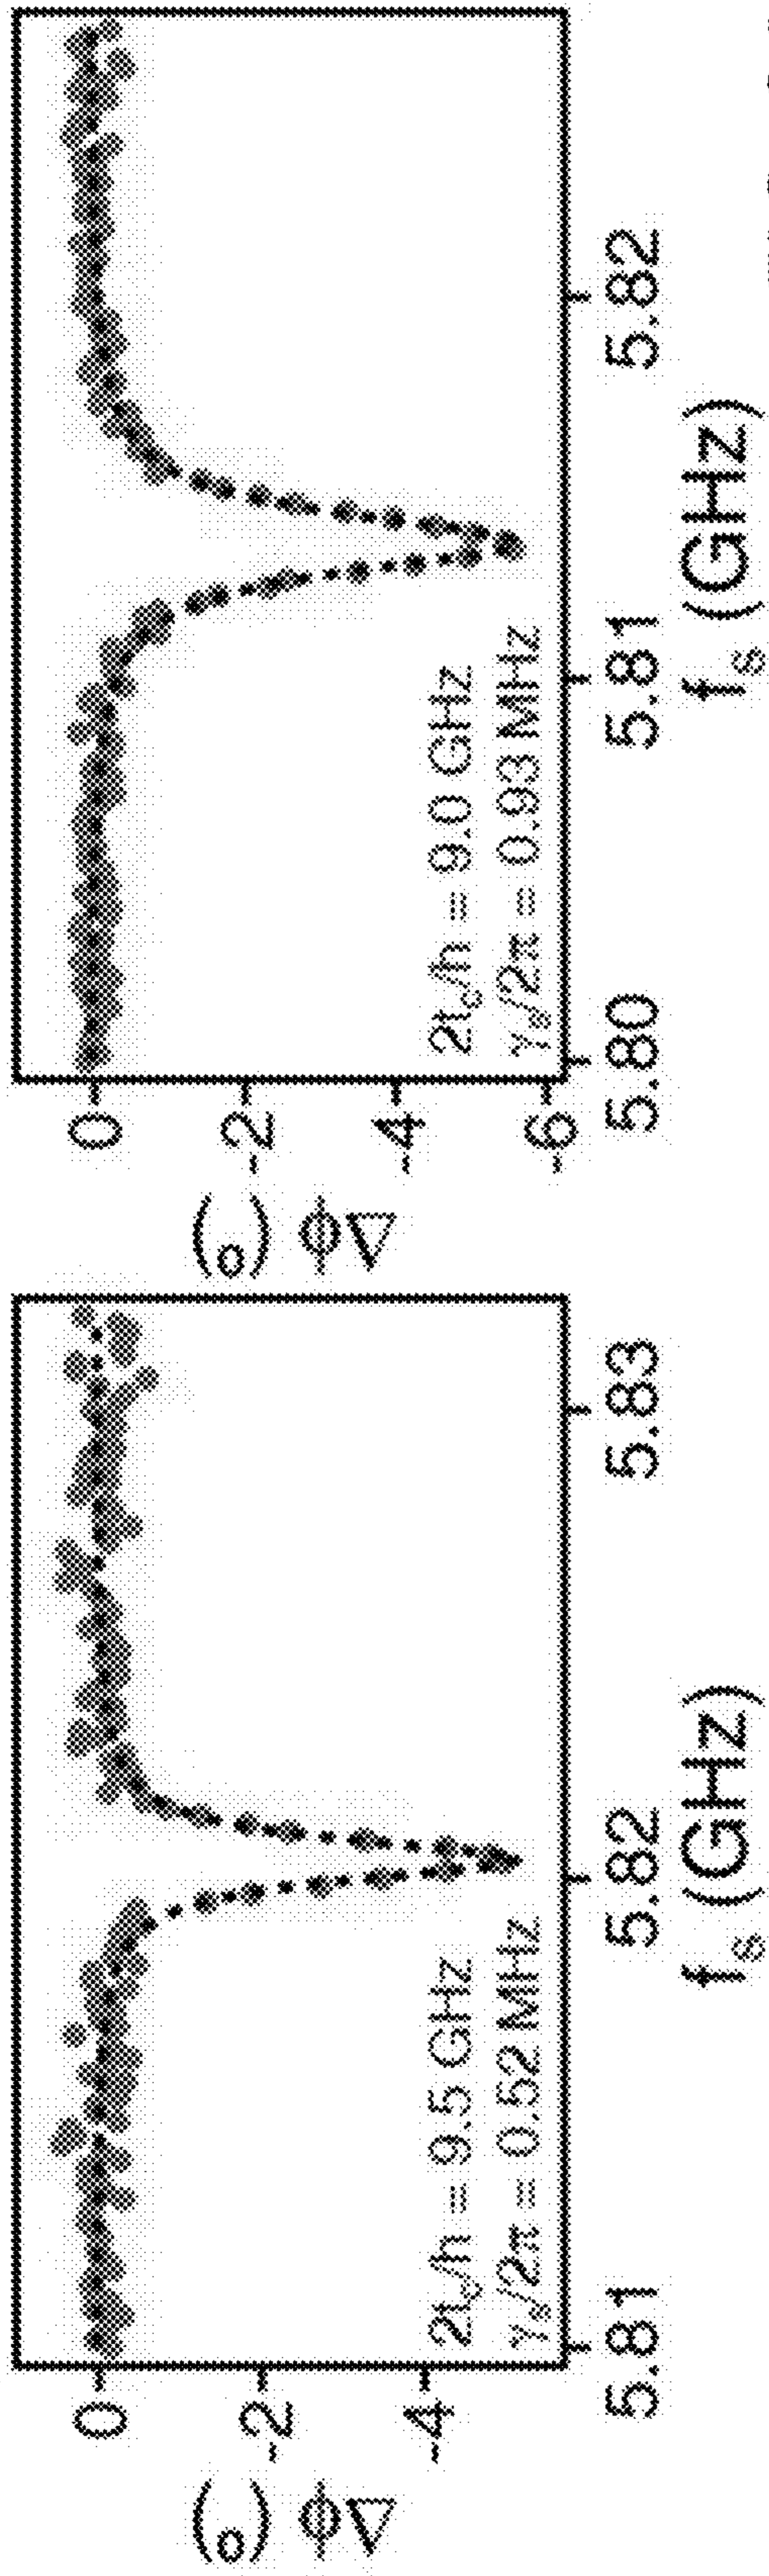 Δφ (°)
0
-2
-4
2t_c/h = 9.5 GHz
γ_s/2π = 0.52 MHz
5.81
5.82
5.83
f_s (GHz)
Δφ (°)
0
-2
-4
-6
2t_c/h = 9.0 GHz
γ_s/2π = 0.93 MHz
5.80
5.81
5.82
f_s (GHz)